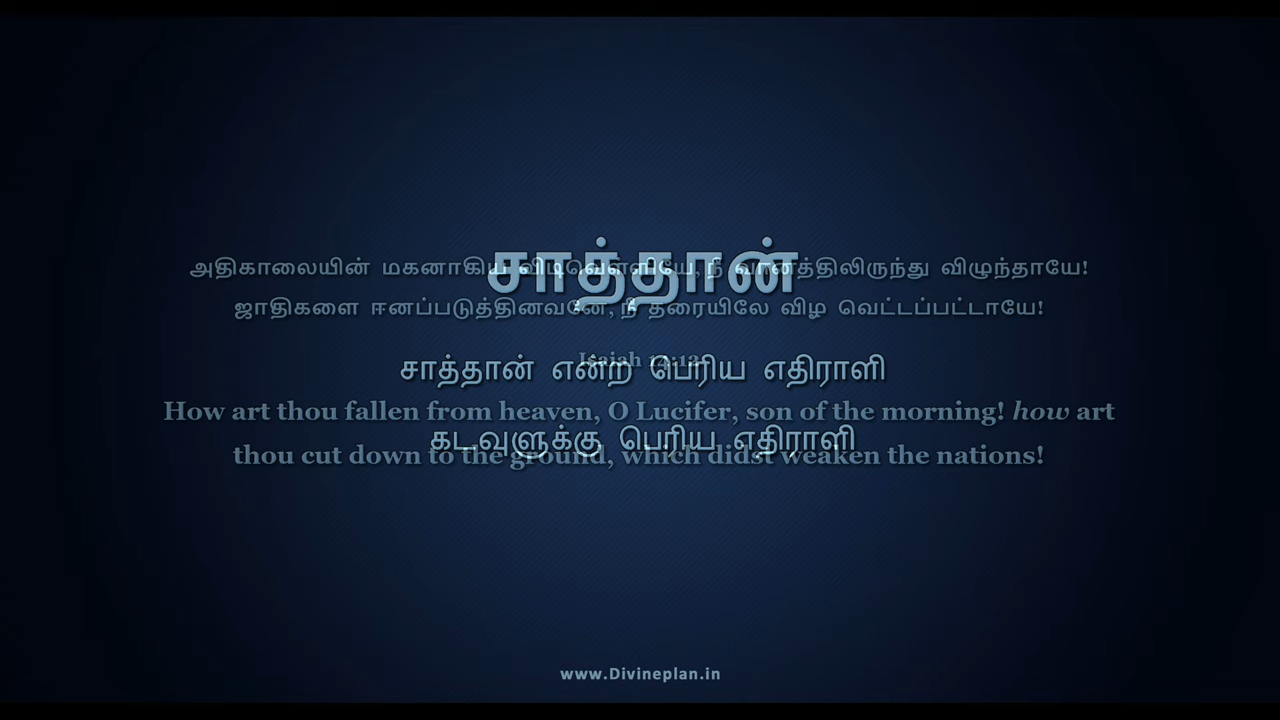 சாத்தான்
அதிகாலையின் மகனாகிய விடிவெள்ளியே, நீ வானத்திலிருந்து விழுந்தாயே!
ஜாதிகளை ஈனப்படுத்தினவனே, நீ தரையிலே விழ வெட்டப்பட்டாயே!
Isaiah 14:12
சாத்தான் என்ற பெரிய எதிராளி
How art thou fallen from heaven, O Lucifer, son of the morning! how art
கடவுளுக்கு பெரிய எதிராளி
thou cut down to the ground, which didst weaken the nations!
www.Divineplan.in